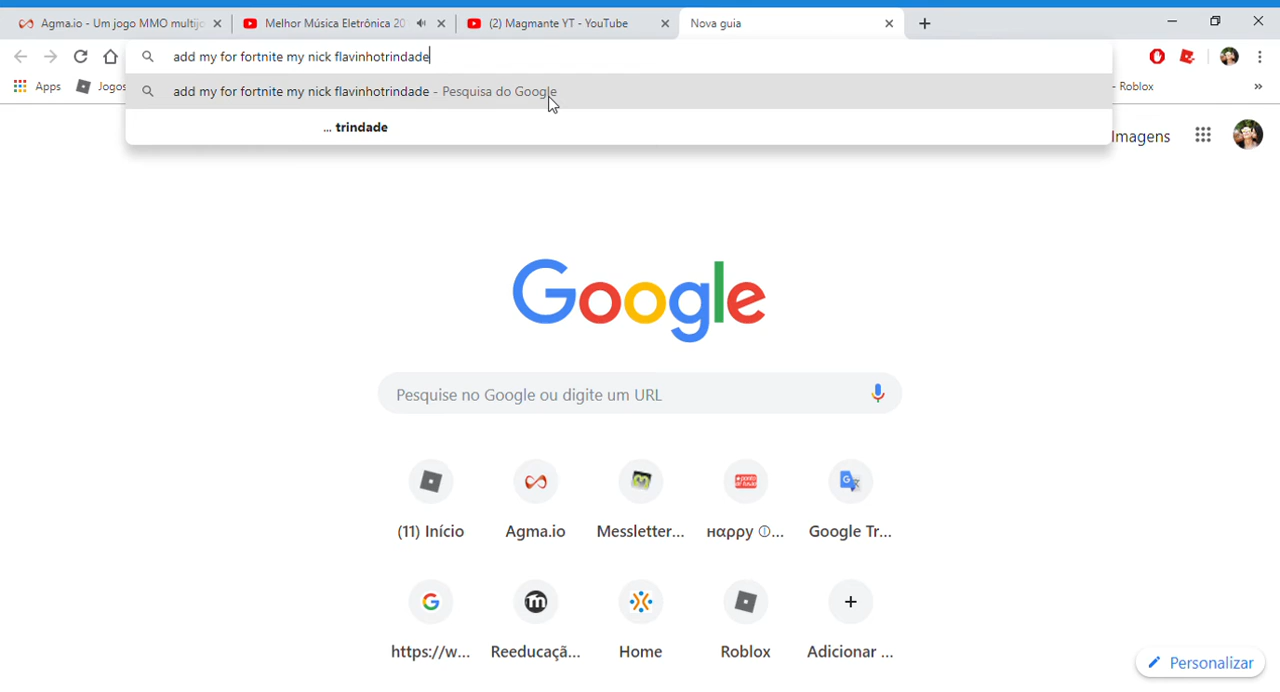 Agma.io - Um jogo MMO multijo
Melhor Música Eletrônica 20
(2) Magmante YT - YouTube
Nova guia
add my for fortnite my nick flavinhotrindade
Apps
Jogos
- Roblox
add my for fortnite my nick flavinhotrindade - Pesquisa do Google
... trindade
Imagens
Google
Pesquise no Google ou digite um URL
(11) Início
Agma.io
Messletter...
нαρρу ⓛ...
Google Tr...
https://w...
Reeducaçã...
Home
Roblox
Adicionar ...
Personalizar